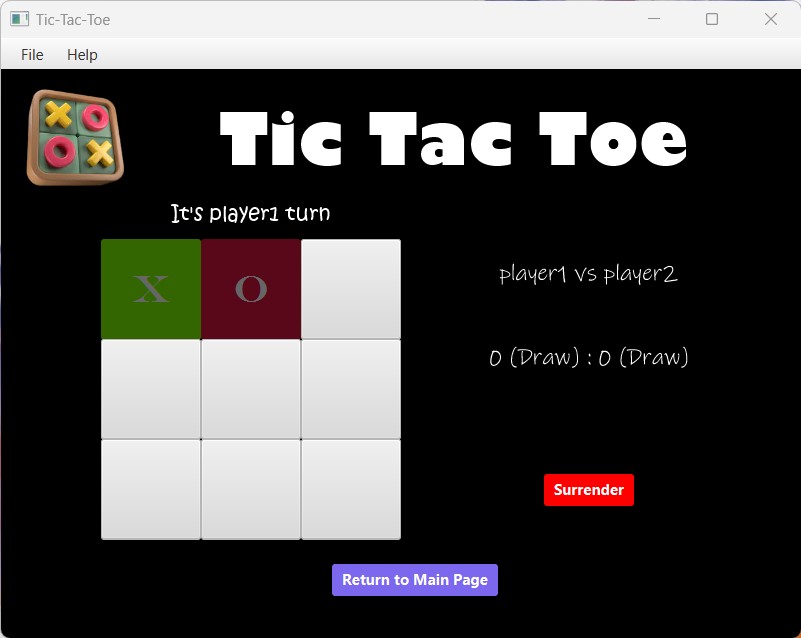 Tic-Tac-Toe
File Help
Tic Tac Toe
It's player1 turn
X O
player1 vs player2
0 (Draw) : 0 (Draw)
Surrender
Return to Main Page